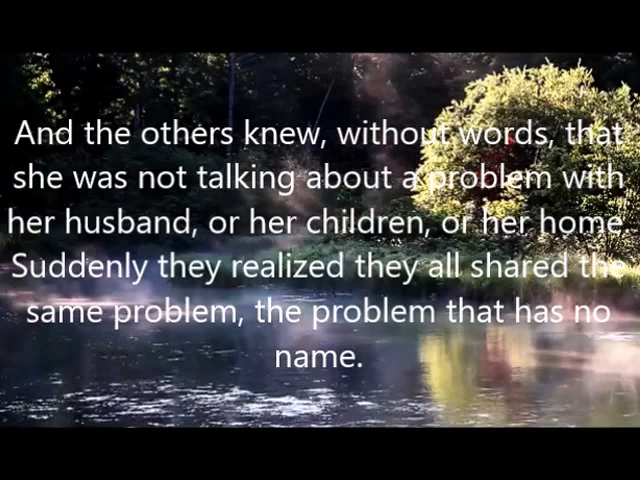 And the others knew, without words, that
she was not talking about a problem with
her husband, or her children, or her home.
Suddenly they realized they all shared the
same problem, the problem that has no
name.